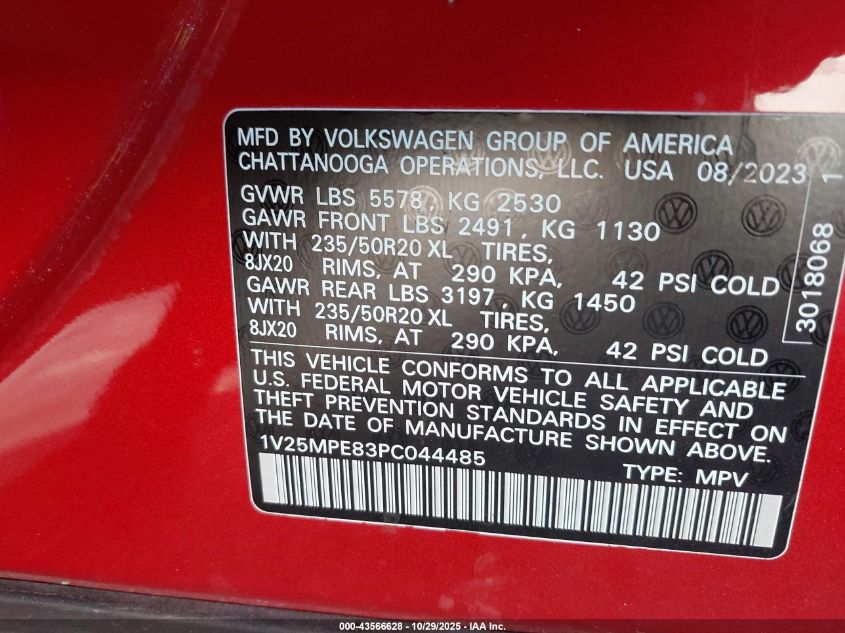 MFD BY VOLKSWAGEN GROUP OF AMERICA
CHATTANOOGA OPERATIONS, LLC. USA 08/2023
GVWR LBS 5578, KG 2530
GAWR FRONT LBS 2491, KG 1130
WITH 235/50R20 XL TIRES,
8JX20 RIMS, AT 290 KPA, 42 PSI COLD
GAWR REAR LBS 3197, KG 1450
WITH 235/50R20 XL TIRES,
8JX20 RIMS, AT 290 KPA, 42 PSI COLD
THIS VEHICLE CONFORMS TO ALL APPLICABLE
U.S. FEDERAL MOTOR VEHICLE SAFETY AND
THEFT PREVENTION STANDARDS IN EFFECT ON
THE DATE OF MANUFACTURE SHOWN ABOVE.
1V25MPE83PC044485
TYPE: MPV
3018068 1
000-43566628 • 10/29/2025 • IAA Inc.